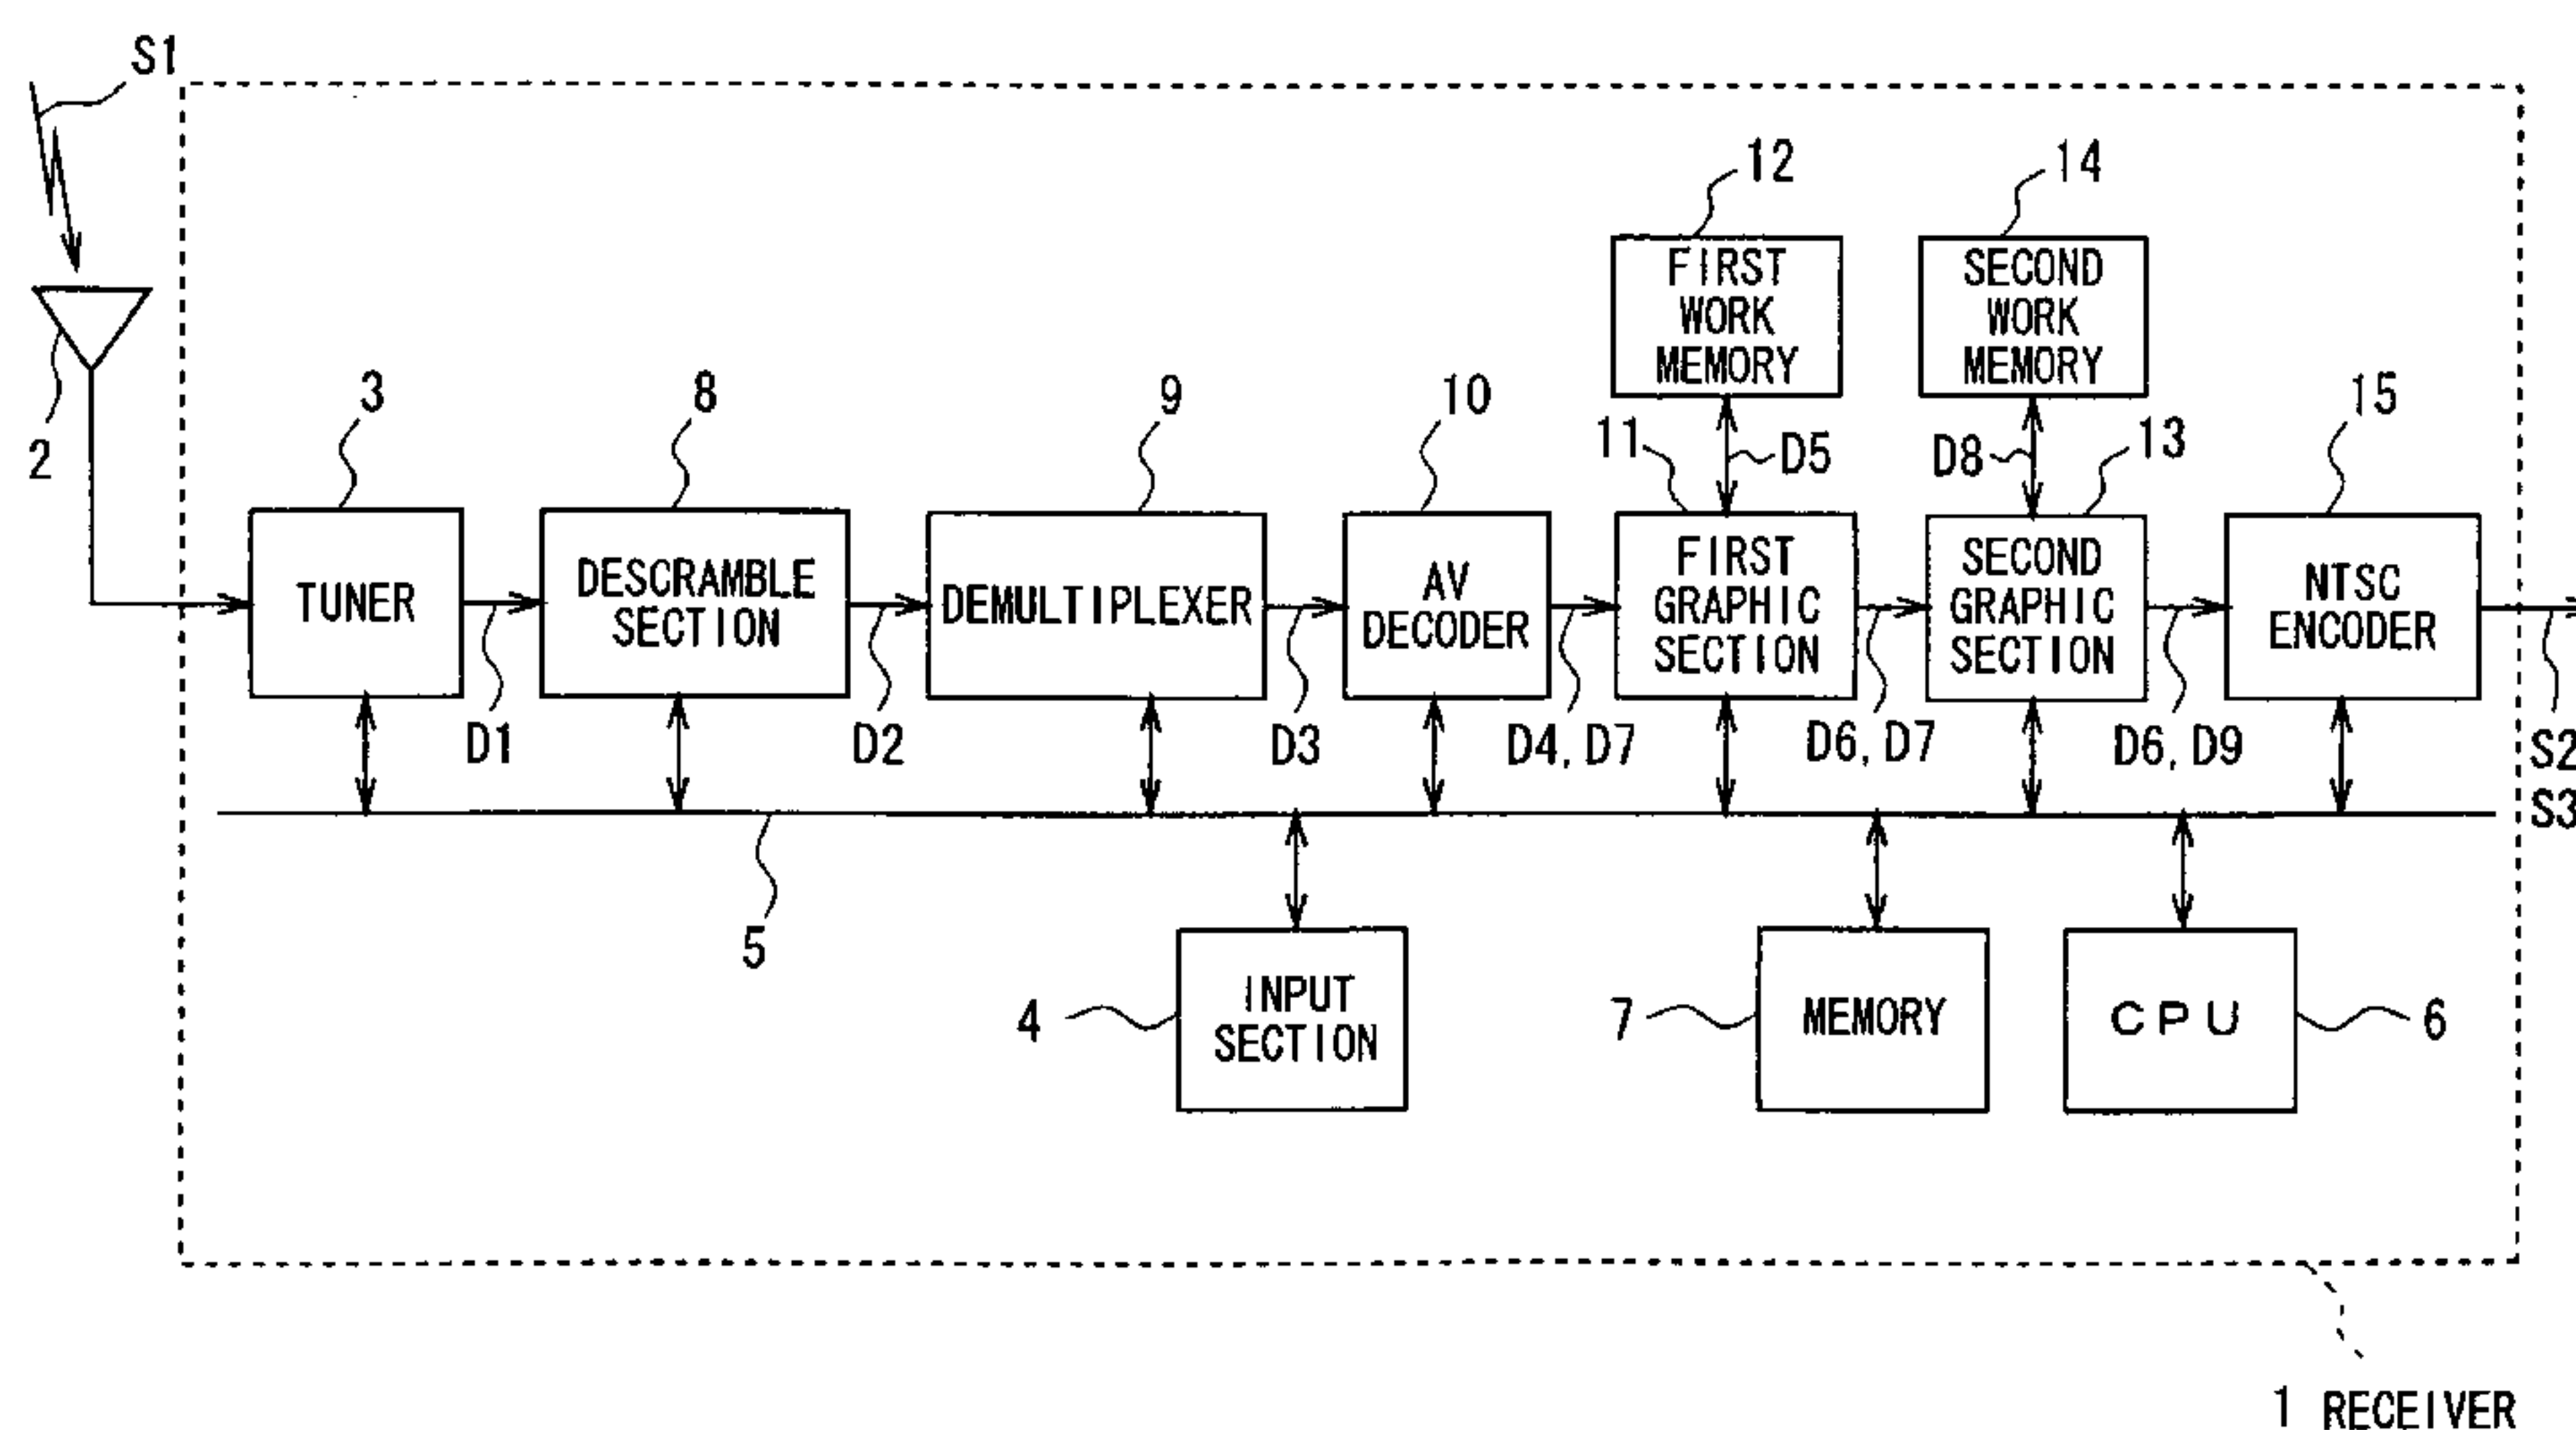 S1
12
14
FIRST
WORK
MEMORY
SECOND
WORK
MEMORY
2
3
8
9
10
11
D5
D8
13
15
TUNER
DESCRAMBLE
SECTION
DEMULTIPLEXER
AV
DECODER
FIRST
GRAPHIC
SECTION
SECOND
GRAPHIC
SECTION
NTSC
ENCODER
D1
D2
D3
D4, D7
D6, D7
D6, D9
S2
S3
5
4
INPUT
SECTION
7
MEMORY
CPU
6
1 RECEIVER